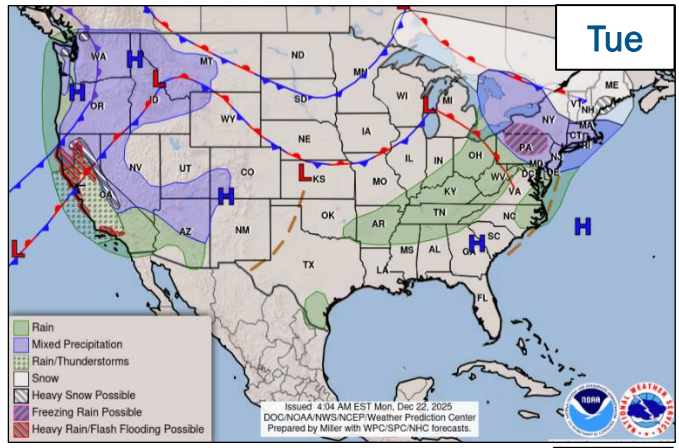 Tue
L
H
WA
MT
ND
MN
ME
H
OR
L
ID
SD
WI
MI
VT
NH
NY
WY
MA
CT
RI
NE
IA
PA
NJ
NV
UT
CO
IL
IN
OH
MD
DE
DC
WV
VA
CA
L
KS
MO
KY
H
AZ
NM
OK
AR
TN
NC
SC
H
L
TX
MS
AL
GA
H
LA
FL
Rain
Mixed Precipitation
Rain/Thunderstorms
Snow
Heavy Snow Possible
Freezing Rain Possible
Heavy Rain/Flash Flooding Possible
Issued 4:04 AM EST Mon, Dec 22, 2025
DOC/NOAA/NWS/NCEP/Weather Prediction Center
Prepared by Miller with WPC/SPC/NHC forecasts.
NOAA
NATIONAL WEATHER SERVICE